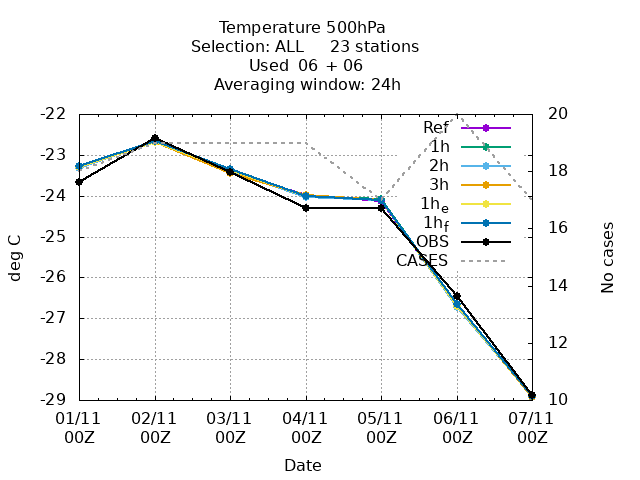 Temperature 500hPa
Selection: ALL 23 stations
Used 06 + 06
Averaging window: 24h
-22
-23
-24
-25
-26
-27
-28
-29
deg C
20
18
16
14
12
10
No cases
Ref
1h
2h
3h
1he
1hf
OBS
CASES
01/11 02/11 03/11 04/11 05/11 06/11 07/11
00Z 00Z 00Z 00Z 00Z 00Z 00Z
Date